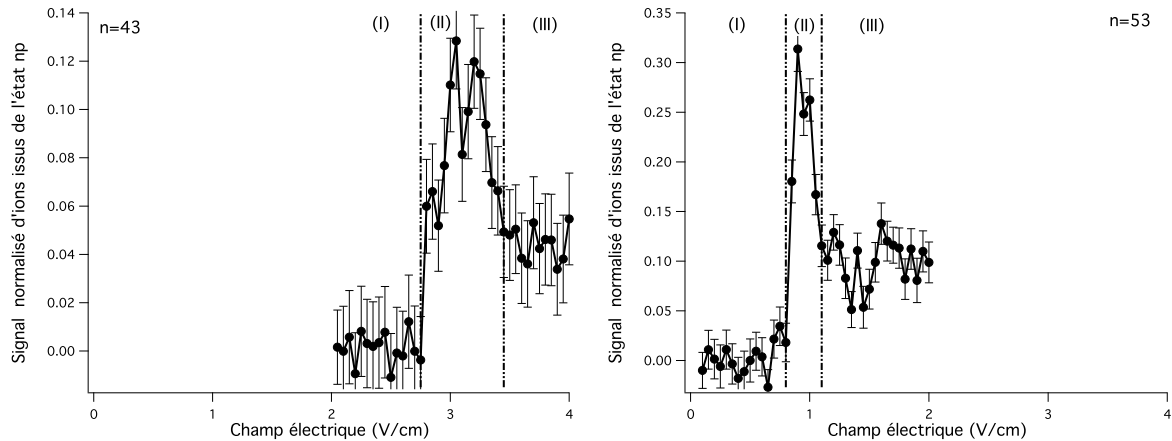 n=43
(I)
(II)
(III)
Signal normalisé d'ions issus de l'état np
0.14
0.12
0.10
0.08
0.06
0.04
0.02
0.00
0
1
2
3
4
Champ électrique (V/cm)
(I)
(II)
(III)
n=53
Signal normalisé d'ions issus de l'état np
0.35
0.30
0.25
0.20
0.15
0.10
0.05
0.00
0
1
2
3
4
Champ électrique (V/cm)